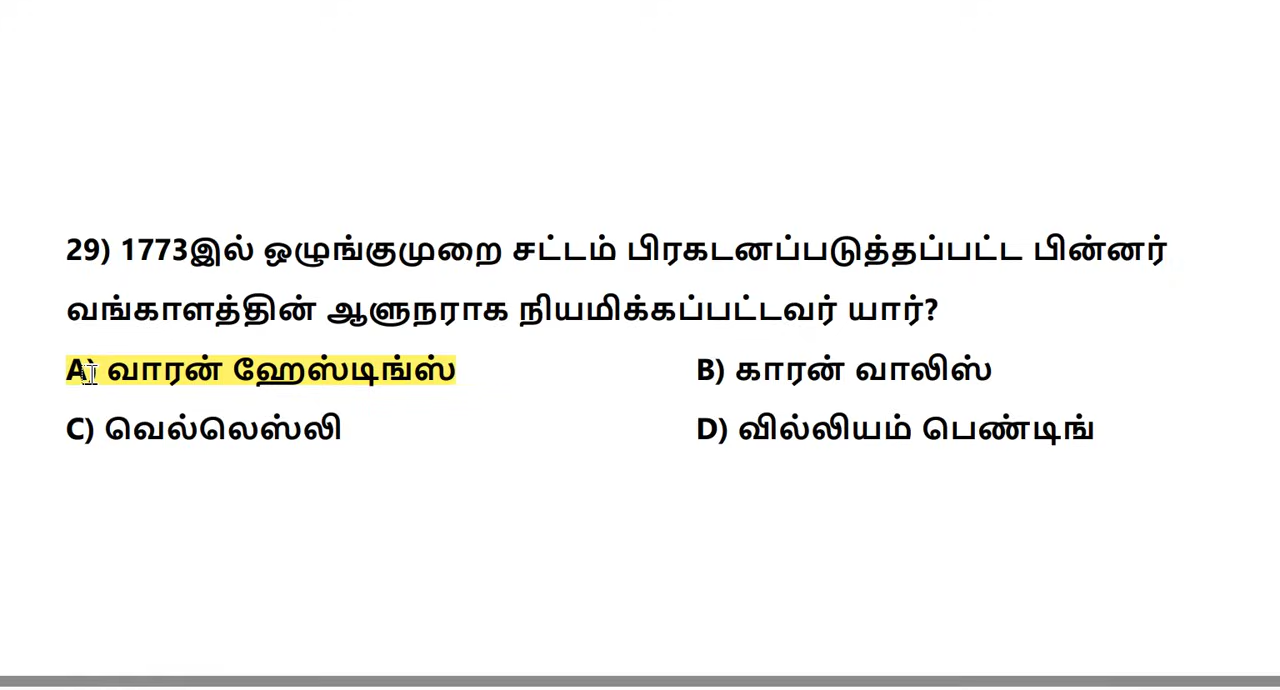 29) 1773இல் ஒழுங்குமுறை சட்டம் பிரகடனப்படுத்தப்பட்ட பின்னர்
வங்காளத்தின் ஆளுநராக நியமிக்கப்பட்டவர் யார்?
A) வாரன் ஹேஸ்டிங்ஸ் B) காரன் வாலிஸ்
C) வெல்லெஸ்லி D) வில்லியம் பெண்டிங்